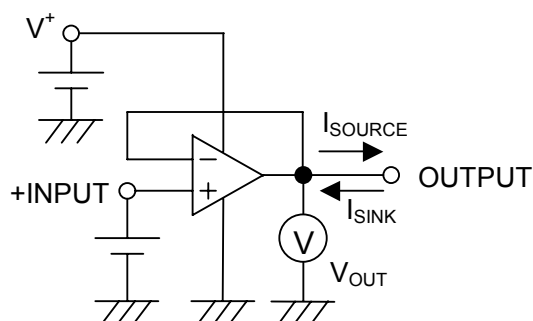 V+
ISOURCE
−
+INPUT
+
OUTPUT
ISINK
V
VOUT